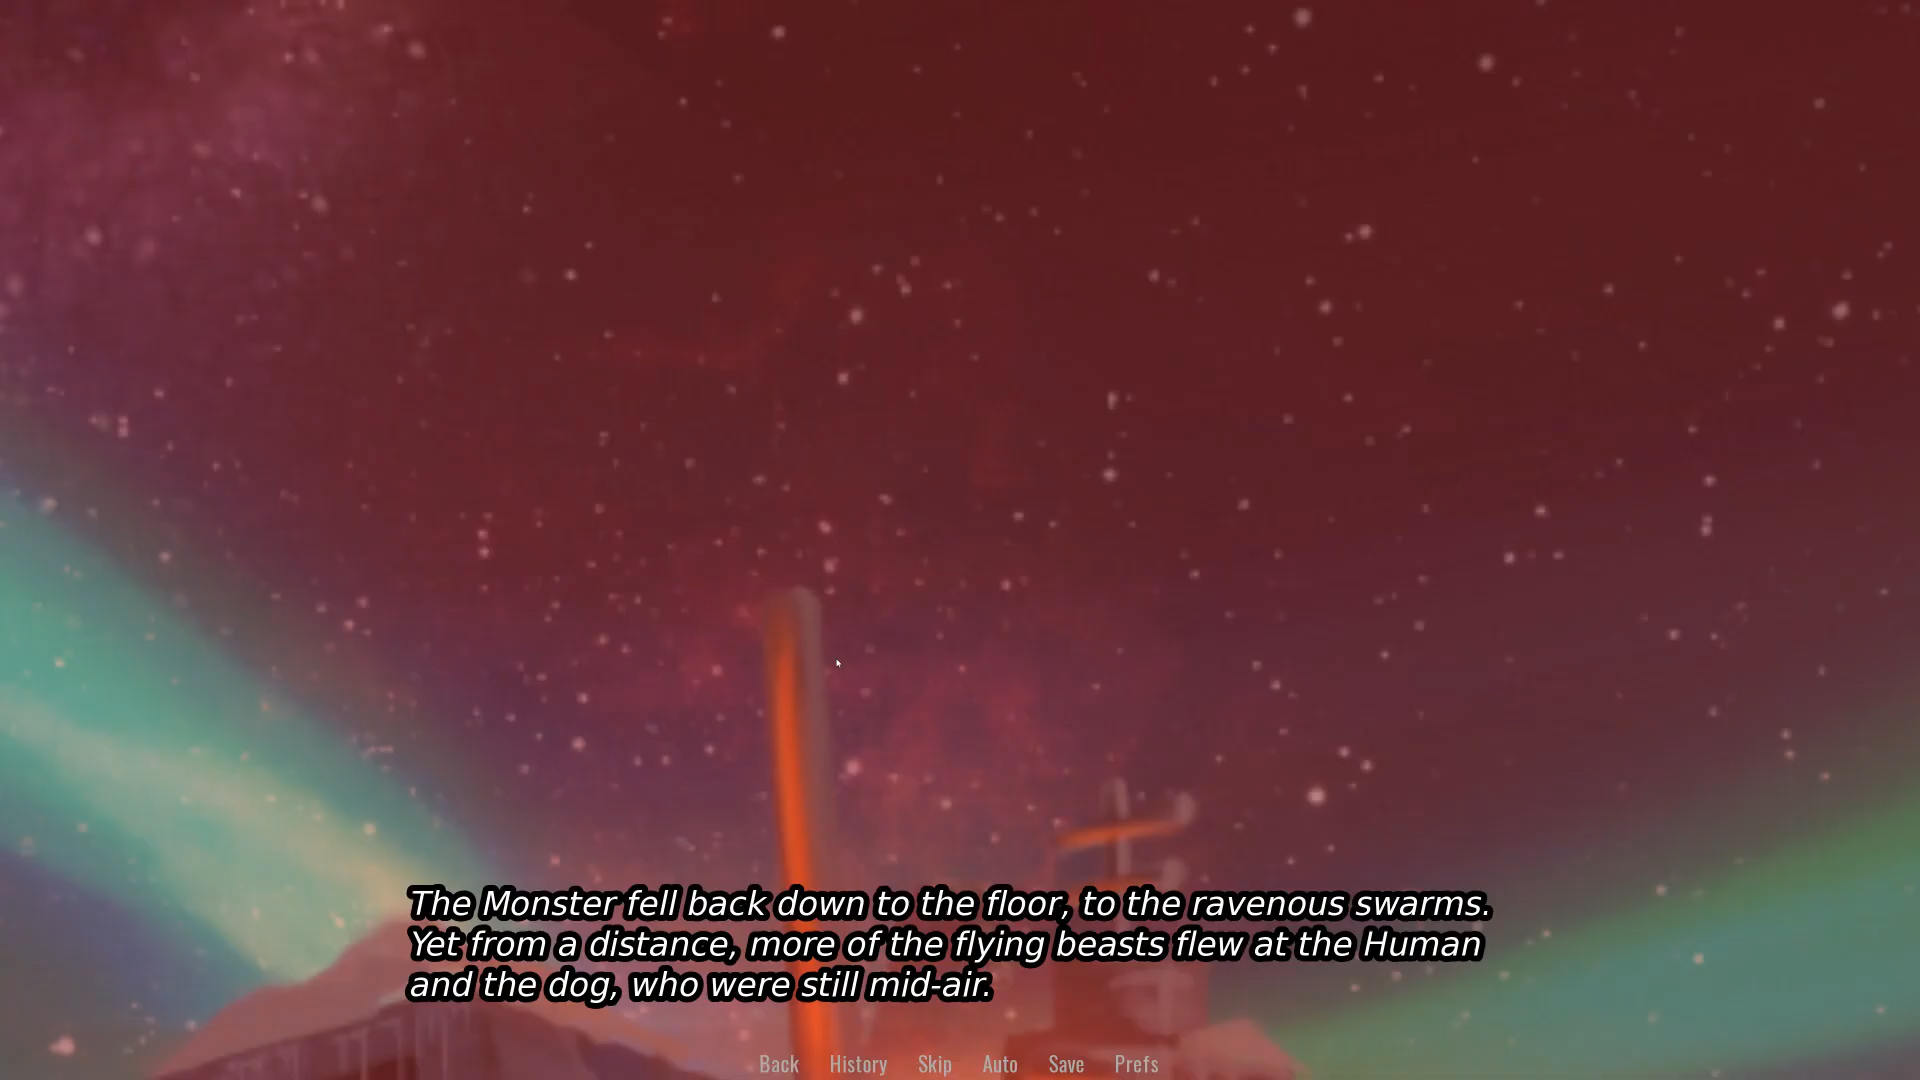 The Monster fell back down to the floor, to the ravenous swarms.
Yet from a distance, more of the flying beasts flew at the Human
and the dog, who were still mid-air.
Back History Skip Auto Save Prefs